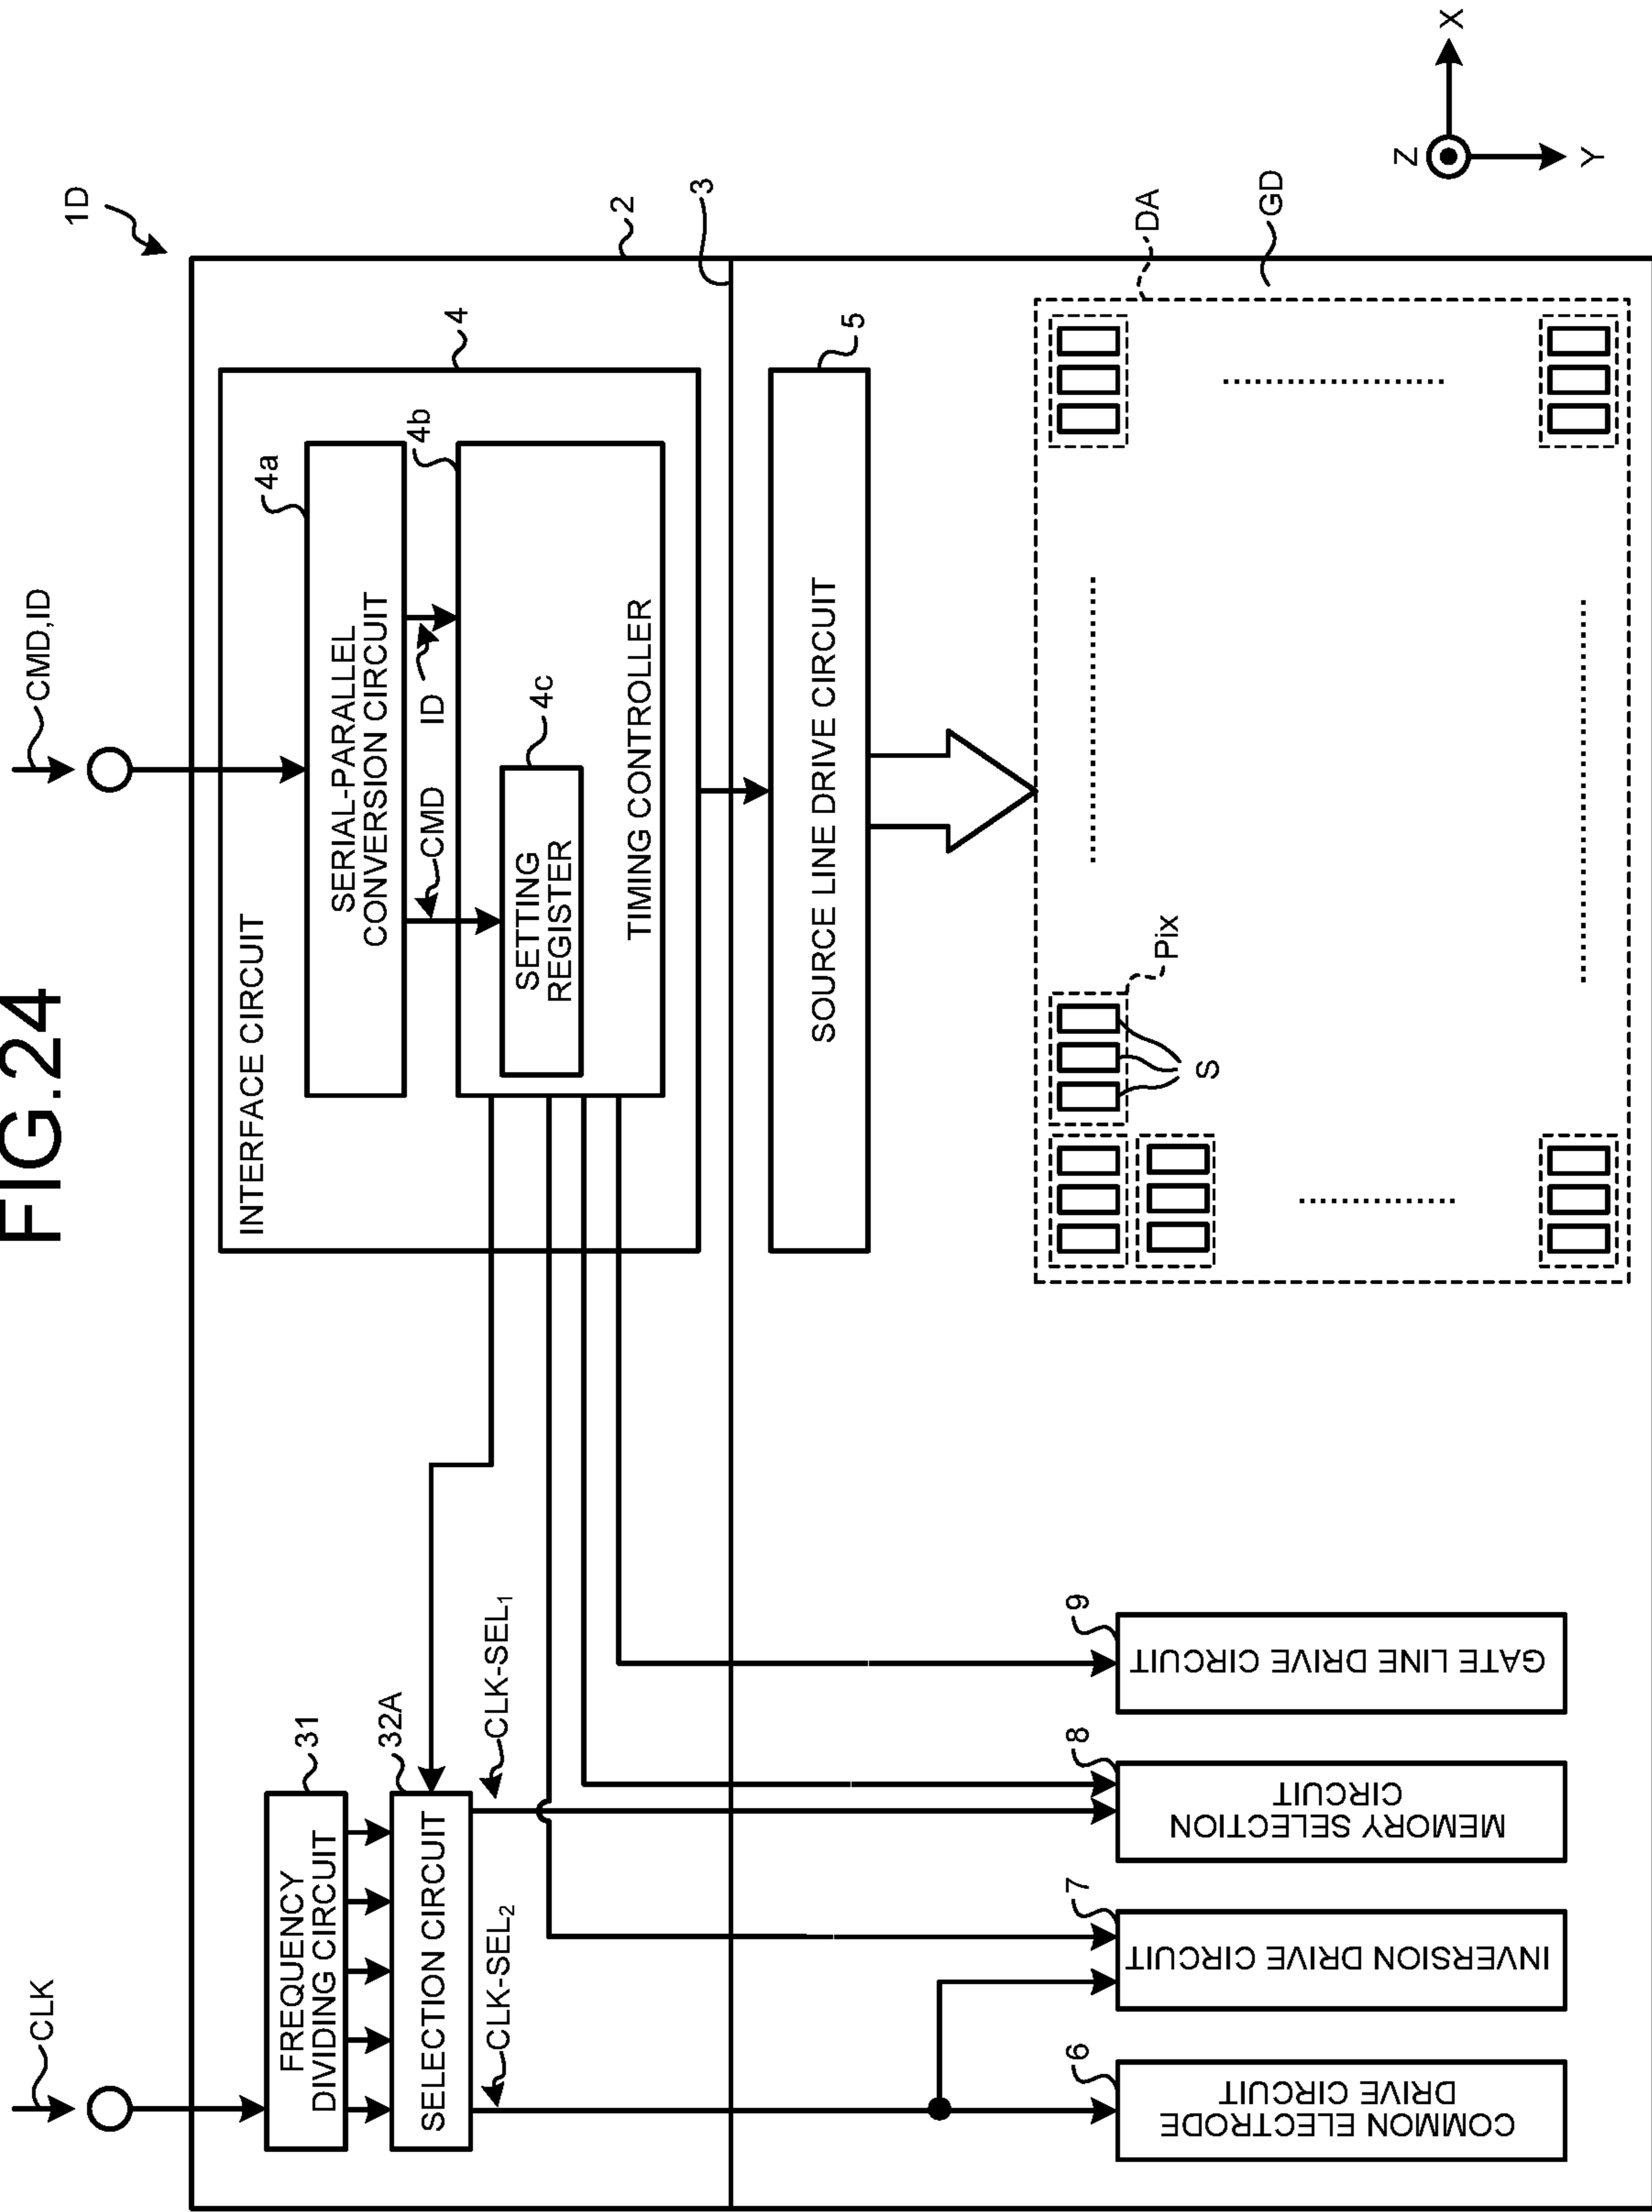 FIG.24
1D
CLK
CMD,ID
2
3
INTERFACE CIRCUIT
4
4a
SERIAL-PARALLEL
CONVERSION CIRCUIT
CMD
ID
4b
SETTING
REGISTER
4c
TIMING CONTROLLER
FREQUENCY
DIVIDING CIRCUIT
31
SELECTION CIRCUIT
32A
CLK-SEL₂
CLK-SEL₁
SOURCE LINE DRIVE CIRCUIT
5
COMMON ELECTRODE
DRIVE CIRCUIT
6
INVERSION DRIVE CIRCUIT
7
MEMORY SELECTION
CIRCUIT
8
GATE LINE DRIVE CIRCUIT
9
Pix
S
DA
GD
Z
X
Y